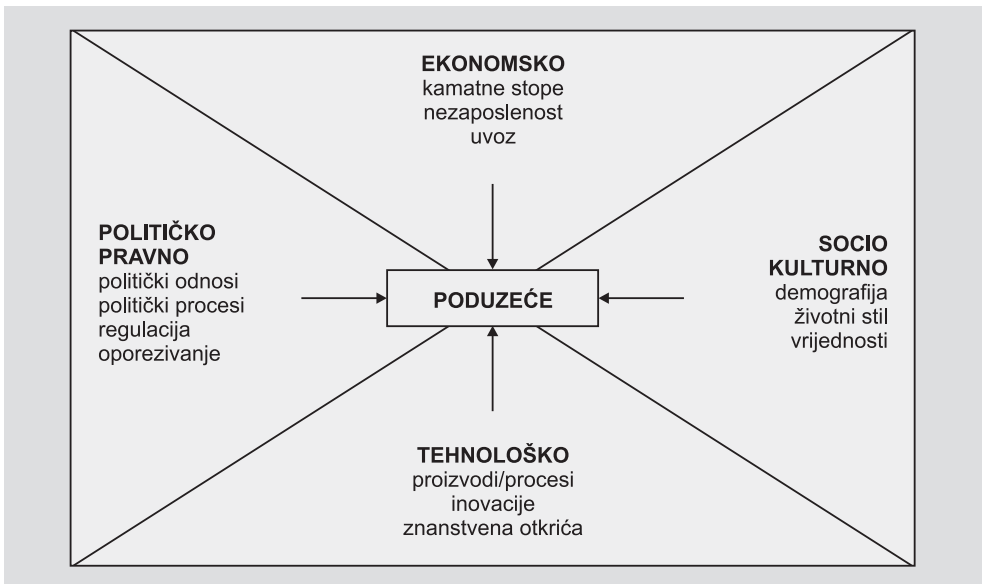 EKONOMSKO
kamatne stope
nezaposlenost
uvoz
POLITIČKO
PRAVNO
politički odnosi
politički procesi
regulacija
oporezivanje
PODUZEĆE
SOCIO
KULTURNO
demografija
životni stil
vrijednosti
TEHNOLOŠKO
proizvodi/procesi
inovacije
znanstvena otkrića